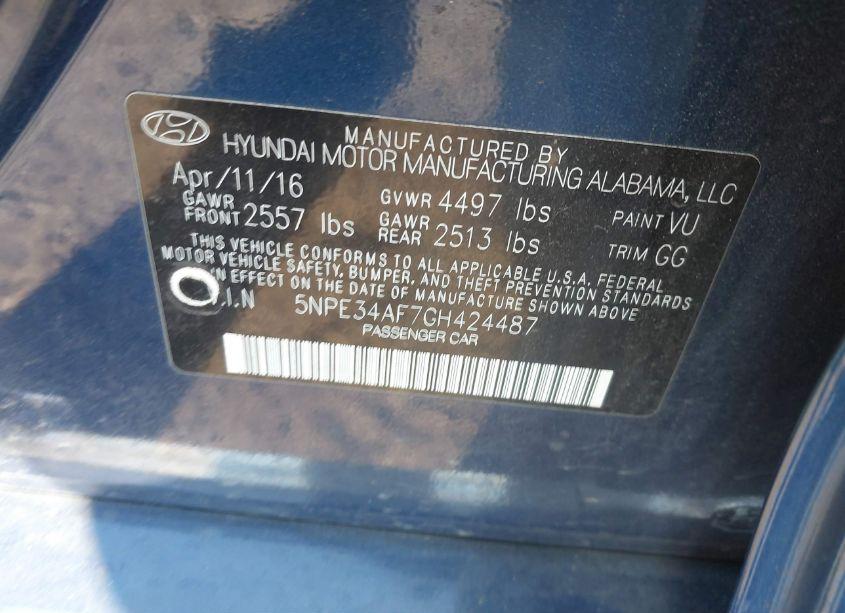 MANUFACTURED BY
HYUNDAI MOTOR MANUFACTURING ALABAMA, LLC
Apr/11/16 GVWR 4497 lbs PAINT VU
GAWR FRONT 2557 lbs GAWR REAR 2513 lbs TRIM GG
THIS VEHICLE CONFORMS TO ALL APPLICABLE U.S.A. FEDERAL
MOTOR VEHICLE SAFETY, BUMPER, AND THEFT PREVENTION STANDARDS
IN EFFECT ON THE DATE OF MANUFACTURE SHOWN ABOVE
V.I.N 5NPE34AF7GH424487
PASSENGER CAR